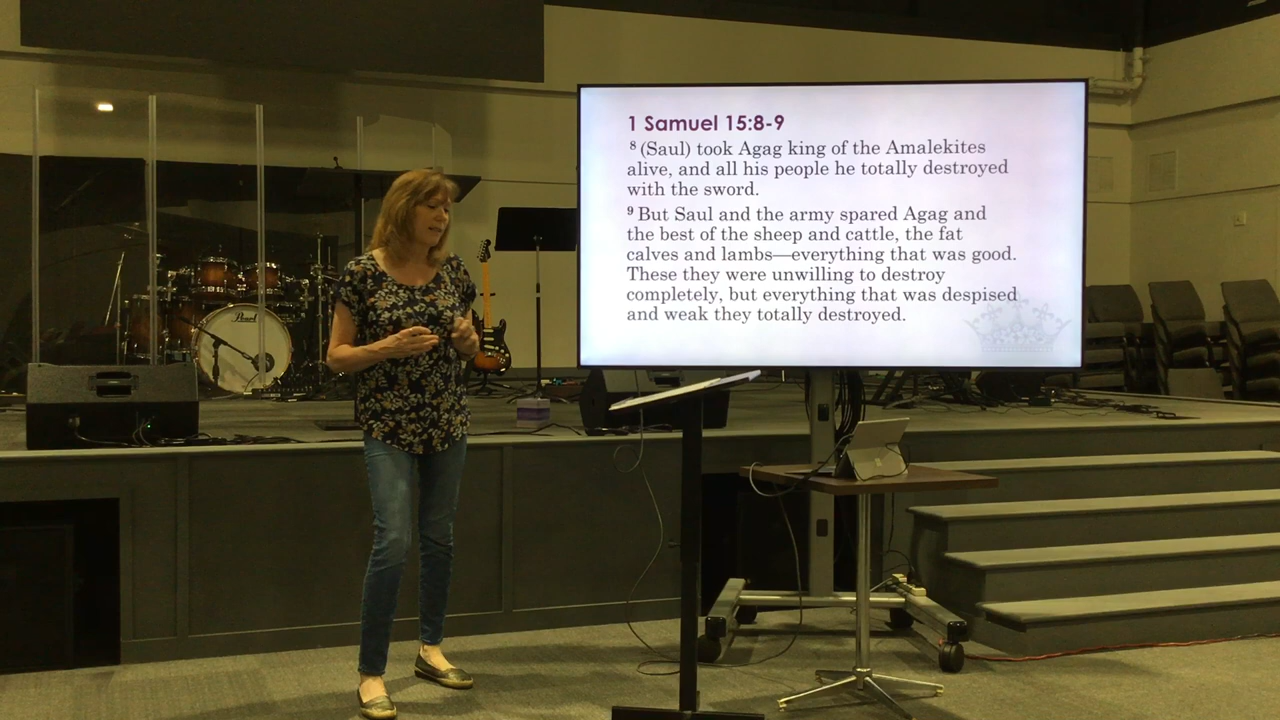 1 Samuel 15:8-9
8 (Saul) took Agag king of the Amalekites
alive, and all his people he totally destroyed
with the sword.
9 But Saul and the army spared Agag and
the best of the sheep and cattle, the fat
calves and lambs—everything that was good.
These they were unwilling to destroy
completely, but everything that was despised
and weak they totally destroyed.
Pearl